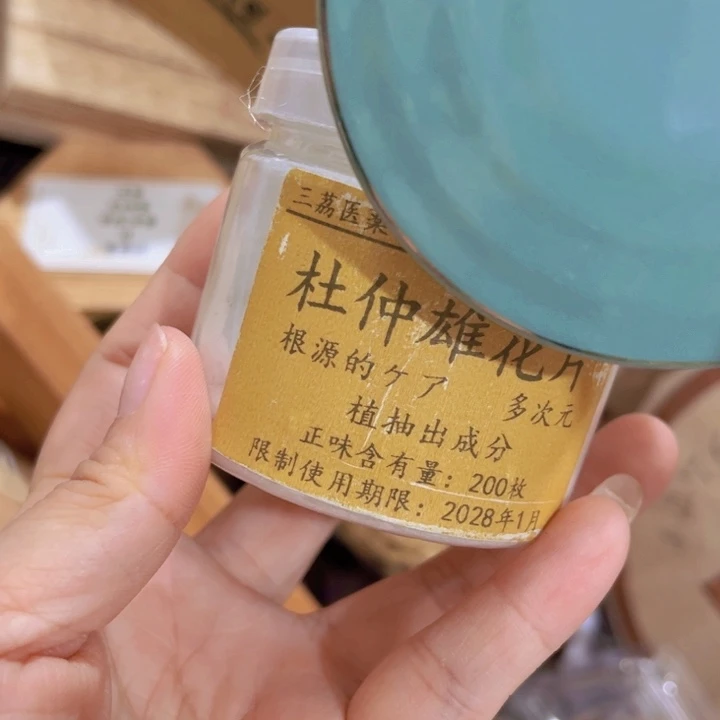 三荔医薬
杜仲雄化片
根源的ケア
多次元
植抽出成分
正味含有量：200枚
限制使用期限：2028年1月